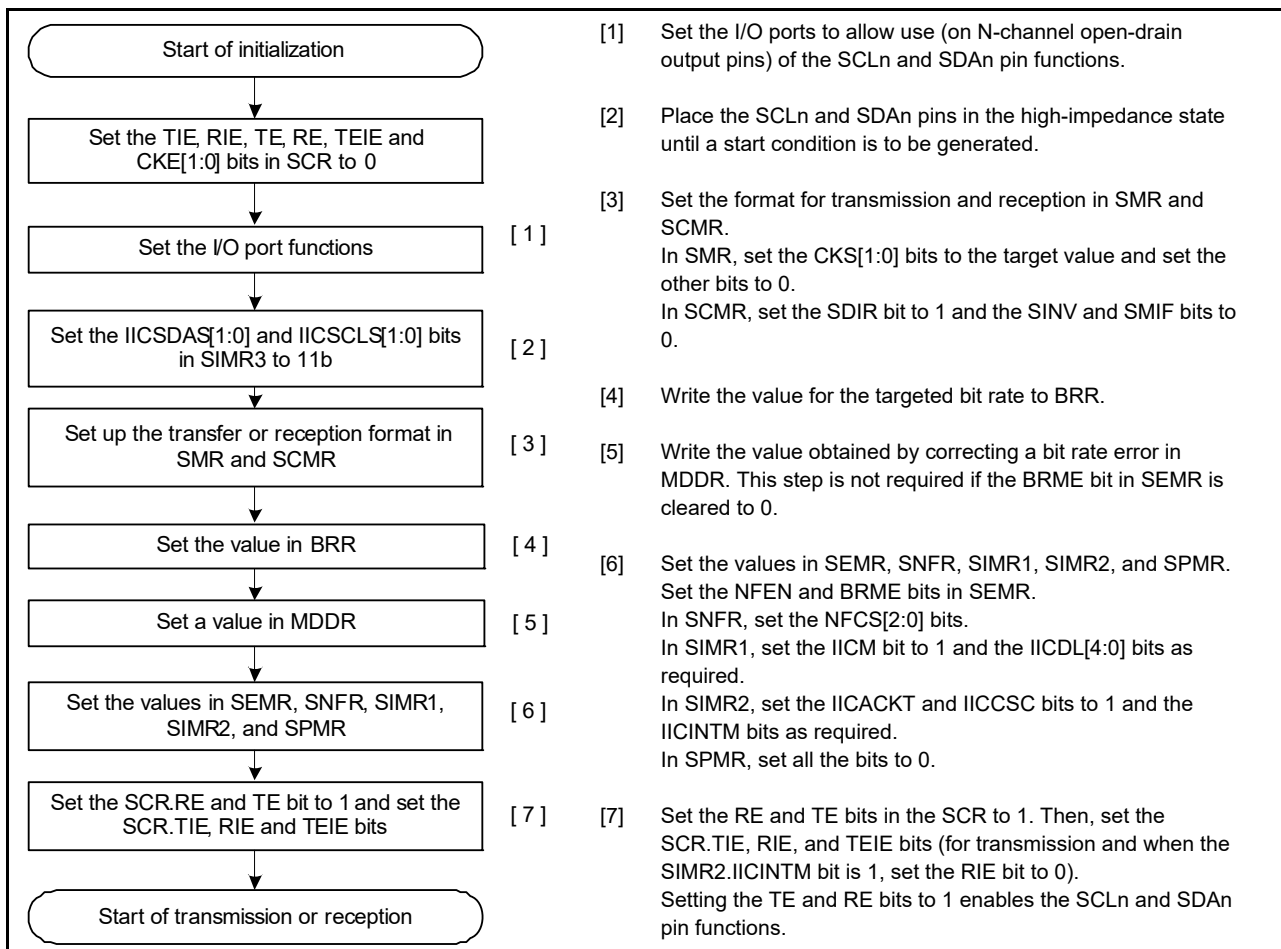 Start of initialization
Set the TIE, RIE, TE, RE, TEIE and
CKE[1:0] bits in SCR to 0
Set the I/O port functions
[ 1 ]
Set the IICSDAS[1:0] and IICSCLS[1:0] bits
in SIMR3 to 11b
[ 2 ]
Set up the transfer or reception format in
SMR and SCMR
[ 3 ]
Set the value in BRR
[ 4 ]
Set a value in MDDR
[ 5 ]
Set the values in SEMR, SNFR, SIMR1,
SIMR2, and SPMR
[ 6 ]
Set the SCR.RE and TE bit to 1 and set the
SCR.TIE, RIE and TEIE bits
[ 7 ]
Start of transmission or reception
[1] Set the I/O ports to allow use (on N-channel open-drain
output pins) of the SCLn and SDAn pin functions.
[2] Place the SCLn and SDAn pins in the high-impedance state
until a start condition is to be generated.
[3] Set the format for transmission and reception in SMR and
SCMR.
In SMR, set the CKS[1:0] bits to the target value and set the
other bits to 0.
In SCMR, set the SDIR bit to 1 and the SINV and SMIF bits to
0.
[4] Write the value for the targeted bit rate to BRR.
[5] Write the value obtained by correcting a bit rate error in
MDDR. This step is not required if the BRME bit in SEMR is
cleared to 0.
[6] Set the values in SEMR, SNFR, SIMR1, SIMR2, and SPMR.
Set the NFEN and BRME bits in SEMR.
In SNFR, set the NFCS[2:0] bits.
In SIMR1, set the IICM bit to 1 and the IICDL[4:0] bits as
required.
In SIMR2, set the IICACKT and IICCSC bits to 1 and the
IICINTM bits as required.
In SPMR, set all the bits to 0.
[7] Set the RE and TE bits in the SCR to 1. Then, set the
SCR.TIE, RIE, and TEIE bits (for transmission and when the
SIMR2.IICINTM bit is 1, set the RIE bit to 0).
Setting the TE and RE bits to 1 enables the SCLn and SDAn
pin functions.